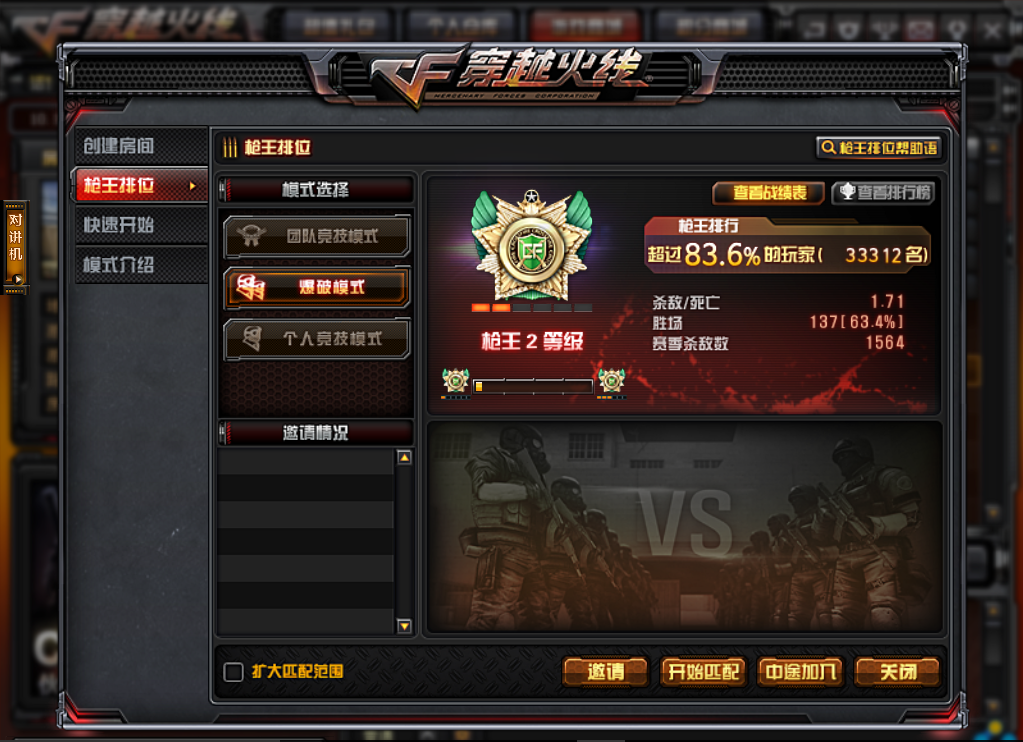 CF 穿越火线
MERCENARY FORCES CORPORATION
创建房间
枪王排位
快速开始
模式介绍
对讲机
枪王排位
枪王排位帮助语
模式选择
团队竞技模式
爆破模式
个人竞技模式
邀请情况
查看战绩表
查看排行榜
CF
枪王 2 等级
枪王排行
超过83.6%的玩家( 33312名)
杀敌/死亡 1.71
胜场 137[63.4%]
赛季杀敌数 1564
VS
扩大匹配范围
邀请
开始匹配
中途加入
关闭